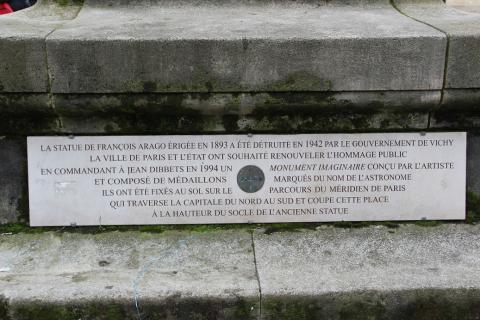 LA STATUE DE FRANÇOIS ARAGO ÉRIGÉE EN 1893 A ÉTÉ DÉTRUITE EN 1942 PAR LE GOUVERNEMENT DE VICHY
LA VILLE DE PARIS ET L'ÉTAT ONT SOUHAITÉ RENOUVELER L'HOMMAGE PUBLIC
EN COMMANDANT À JEAN DIBBETS EN 1994 UN MONUMENT IMAGINAIRE CONÇU PAR L'ARTISTE
ET COMPOSÉ DE MÉDAILLONS MARQUÉS DU NOM DE L'ASTRONOME
ILS ONT ÉTÉ FIXÉS AU SOL SUR LE PARCOURS DU MÉRIDIEN DE PARIS
QUI TRAVERSE LA CAPITALE DU NORD AU SUD ET COUPE CETTE PLACE
À LA HAUTEUR DU SOCLE DE L'ANCIENNE STATUE